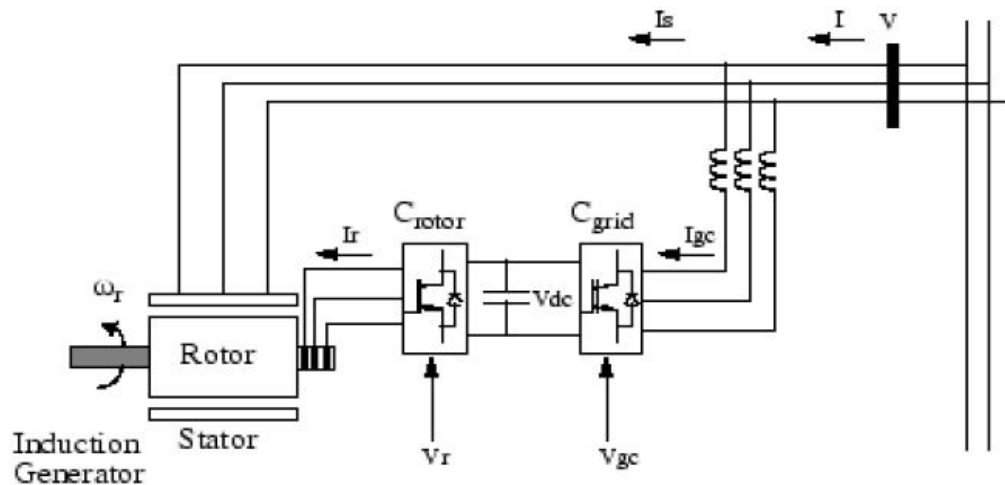 Is
I
V
Crotor
Cgrid
Ir
Igc
ωr
Vdc
Rotor
Stator
Induction
Generator
Vr
Vgc